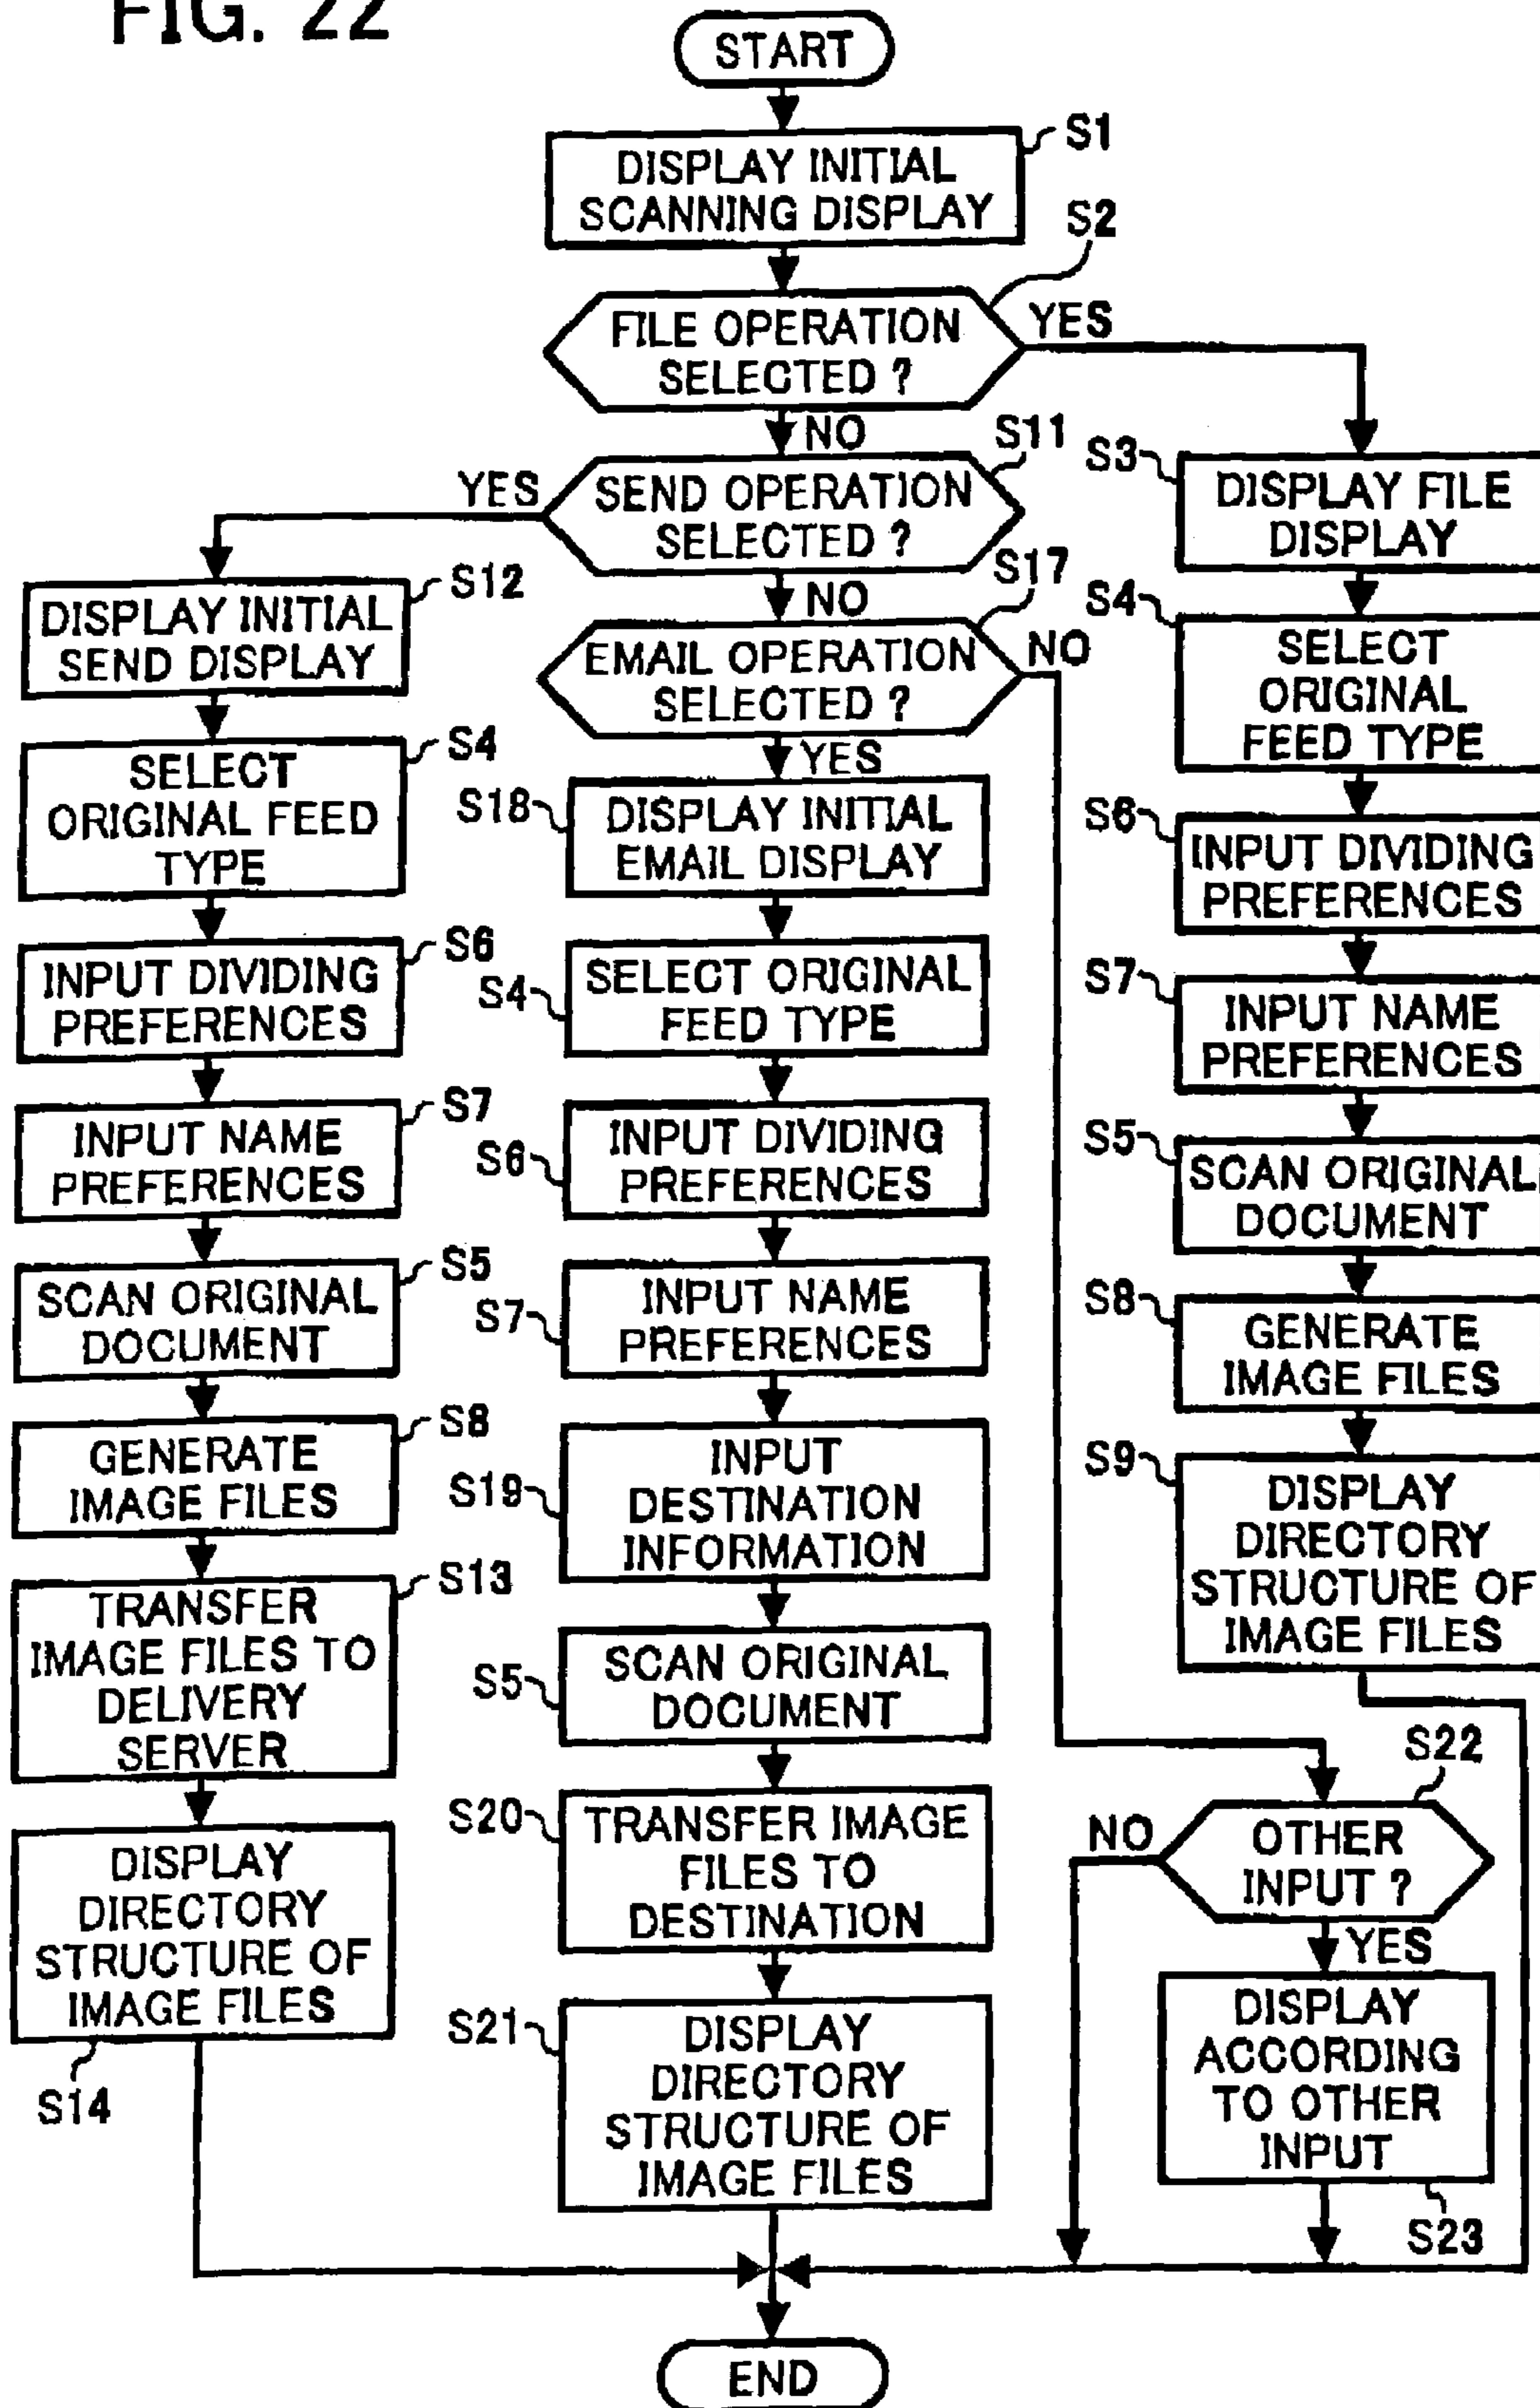 FIG. 22
START
S1
DISPLAY INITIAL
SCANNING DISPLAY
S2
FILE OPERATION
SELECTED ?
YES
NO
S11
SEND OPERATION
SELECTED ?
YES
NO
S17
EMAIL OPERATION
SELECTED ?
NO
YES
S12
DISPLAY INITIAL
SEND DISPLAY
S4
SELECT
ORIGINAL FEED
TYPE
S6
INPUT DIVIDING
PREFERENCES
S7
INPUT NAME
PREFERENCES
S5
SCAN ORIGINAL
DOCUMENT
S8
GENERATE
IMAGE FILES
S13
TRANSFER
IMAGE FILES TO
DELIVERY
SERVER
DISPLAY
DIRECTORY
STRUCTURE OF
IMAGE FILES
S14
S18
DISPLAY INITIAL
EMAIL DISPLAY
S4
SELECT ORIGINAL
FEED TYPE
S6
INPUT DIVIDING
PREFERENCES
S7
INPUT NAME
PREFERENCES
S19
INPUT
DESTINATION
INFORMATION
S5
SCAN ORIGINAL
DOCUMENT
S20
TRANSFER IMAGE
FILES TO
DESTINATION
S21
DISPLAY
DIRECTORY
STRUCTURE OF
IMAGE FILES
S3
DISPLAY FILE
DISPLAY
S4
SELECT
ORIGINAL
FEED TYPE
S6
INPUT DIVIDING
PREFERENCES
S7
INPUT NAME
PREFERENCES
S5
SCAN ORIGINAL
DOCUMENT
S8
GENERATE
IMAGE FILES
S9
DISPLAY
DIRECTORY
STRUCTURE OF
IMAGE FILES
S22
OTHER
INPUT ?
NO
YES
DISPLAY
ACCORDING
TO OTHER
INPUT
S23
END